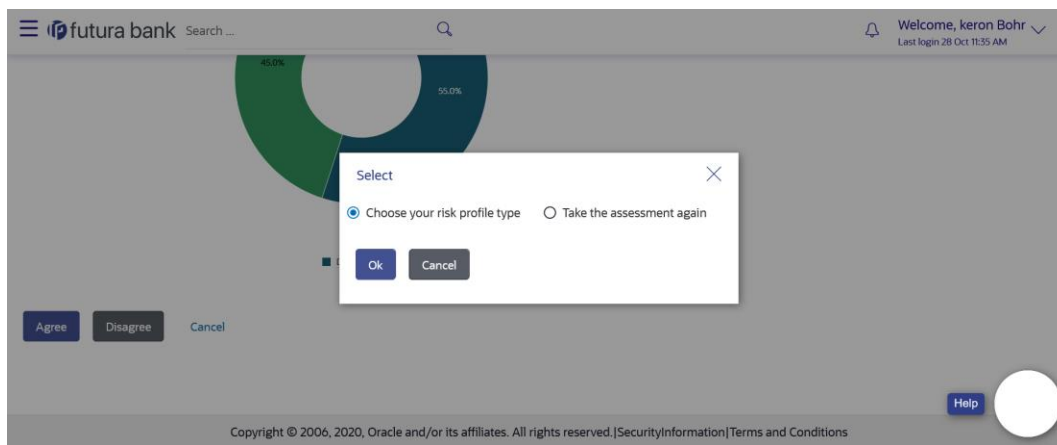 futura bank Search ...
Welcome, keron Bohr
Last login 28 Oct 11:35 AM
45.0%
55.0%
Select
Choose your risk profile type Take the assessment again
Ok Cancel
Agree Disagree Cancel
Help
Copyright © 2006, 2020, Oracle and/or its affiliates. All rights reserved.|SecurityInformation|Terms and Conditions